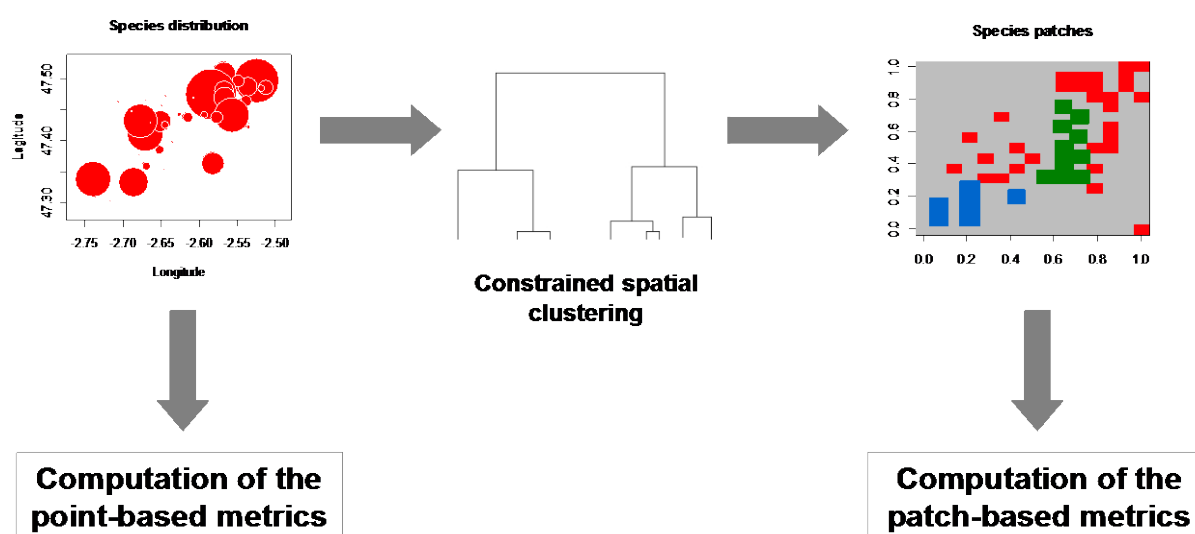 Species distribution
Lagitude
47.50
47.40
47.30
-2.75 -2.70 -2.65 -2.60 -2.55 -2.50
Longitude
Constrained spatial
clustering
Species patches
1.0
0.8
0.6
0.4
0.2
0.0
0.0 0.2 0.4 0.6 0.8 1.0
Computation of the
point-based metrics
Computation of the
patch-based metrics